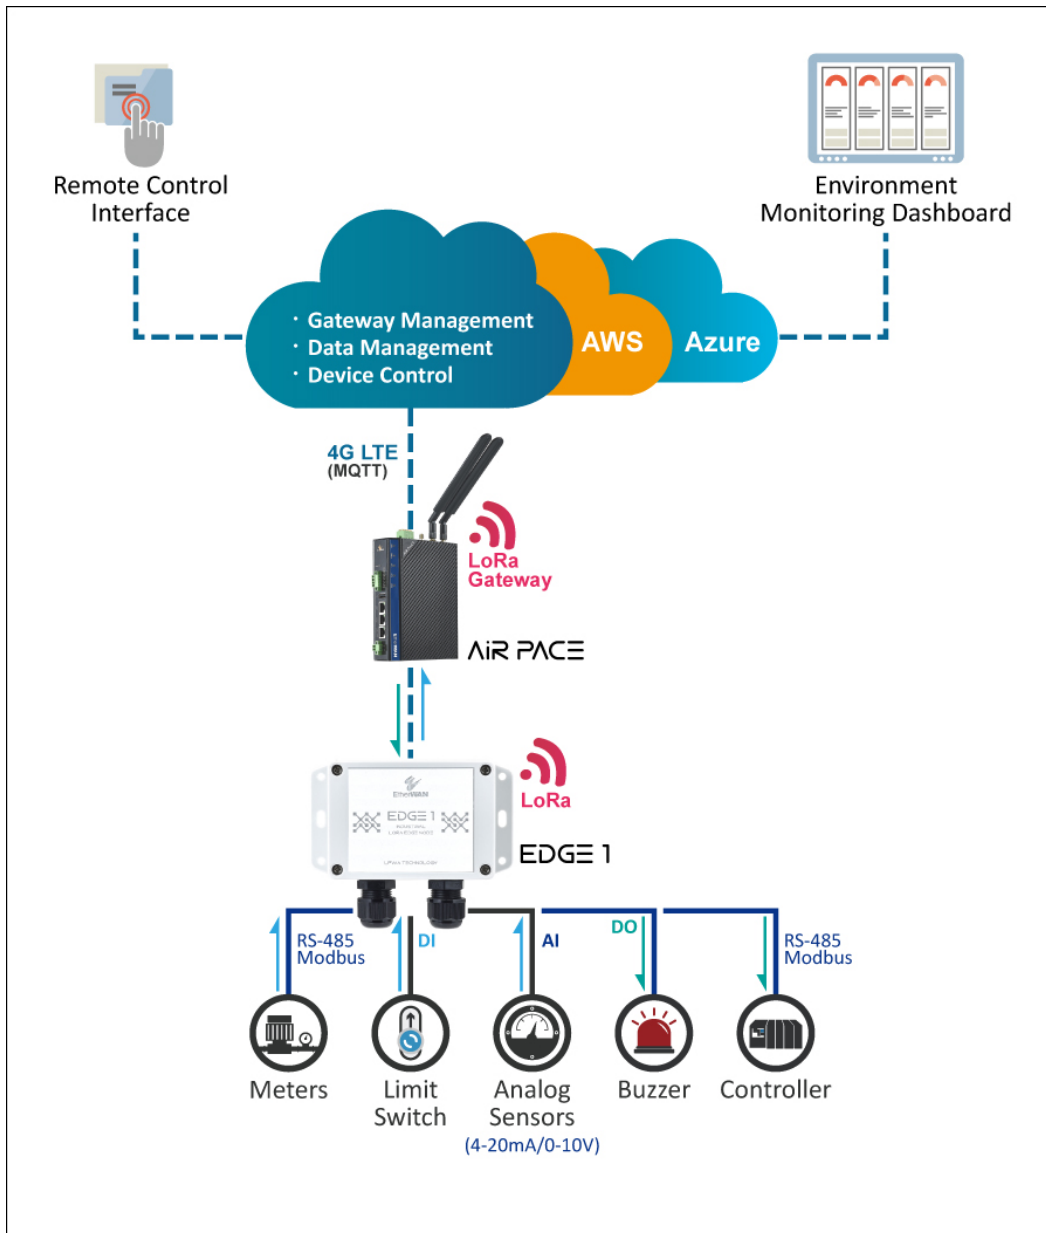 Remote Control
Interface
Environment
Monitoring Dashboard
· Gateway Management
· Data Management
· Device Control
AWS
Azure
4G LTE
(MQTT)
LoRa
Gateway
AiR PACE
EtherWAN
EDGE 1
LoRa
EDGE 1
RS-485
Modbus
DI
AI
DO
RS-485
Modbus
Meters
Limit
Switch
Analog
Sensors
(4-20mA/0-10V)
Buzzer
Controller